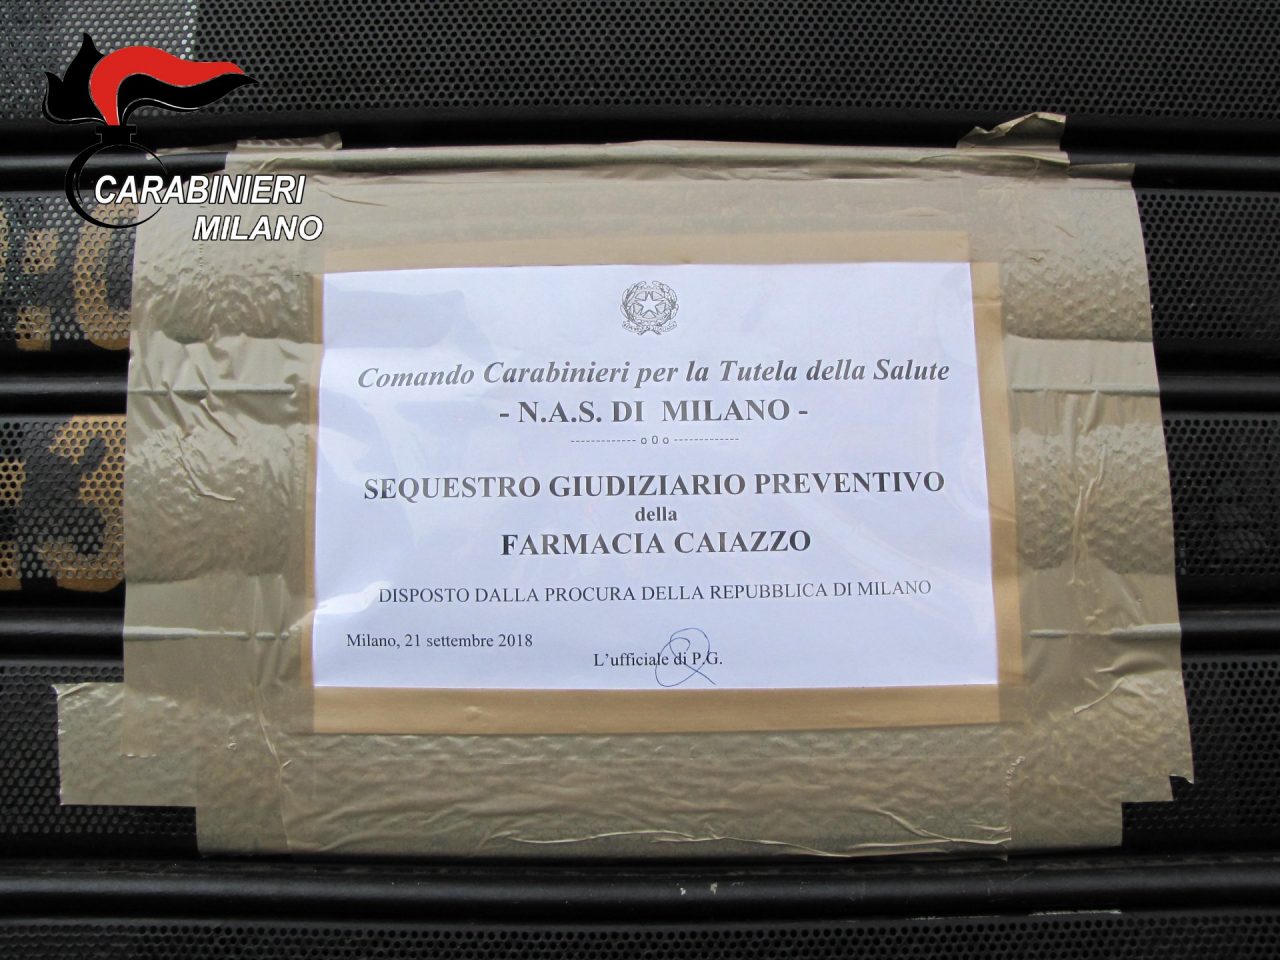 CARABINIERI
MILANO
Comando Carabinieri per la Tutela della Salute
- N.A.S. DI MILANO -
------------- o 0 o -------------
SEQUESTRO GIUDIZIARIO PREVENTIVO
della
FARMACIA CAIAZZO
DISPOSTO DALLA PROCURA DELLA REPUBBLICA DI MILANO
Milano, 21 settembre 2018
L'ufficiale di P.G.